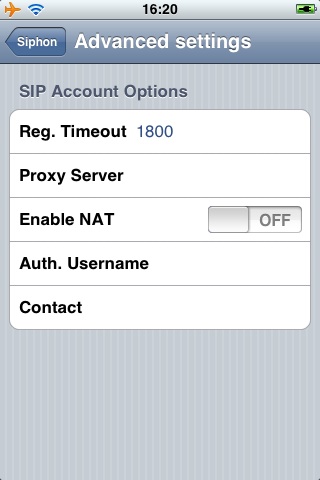 16:20
Siphon
Advanced settings
SIP Account Options
Reg. Timeout 1800
Proxy Server
Enable NAT OFF
Auth. Username
Contact